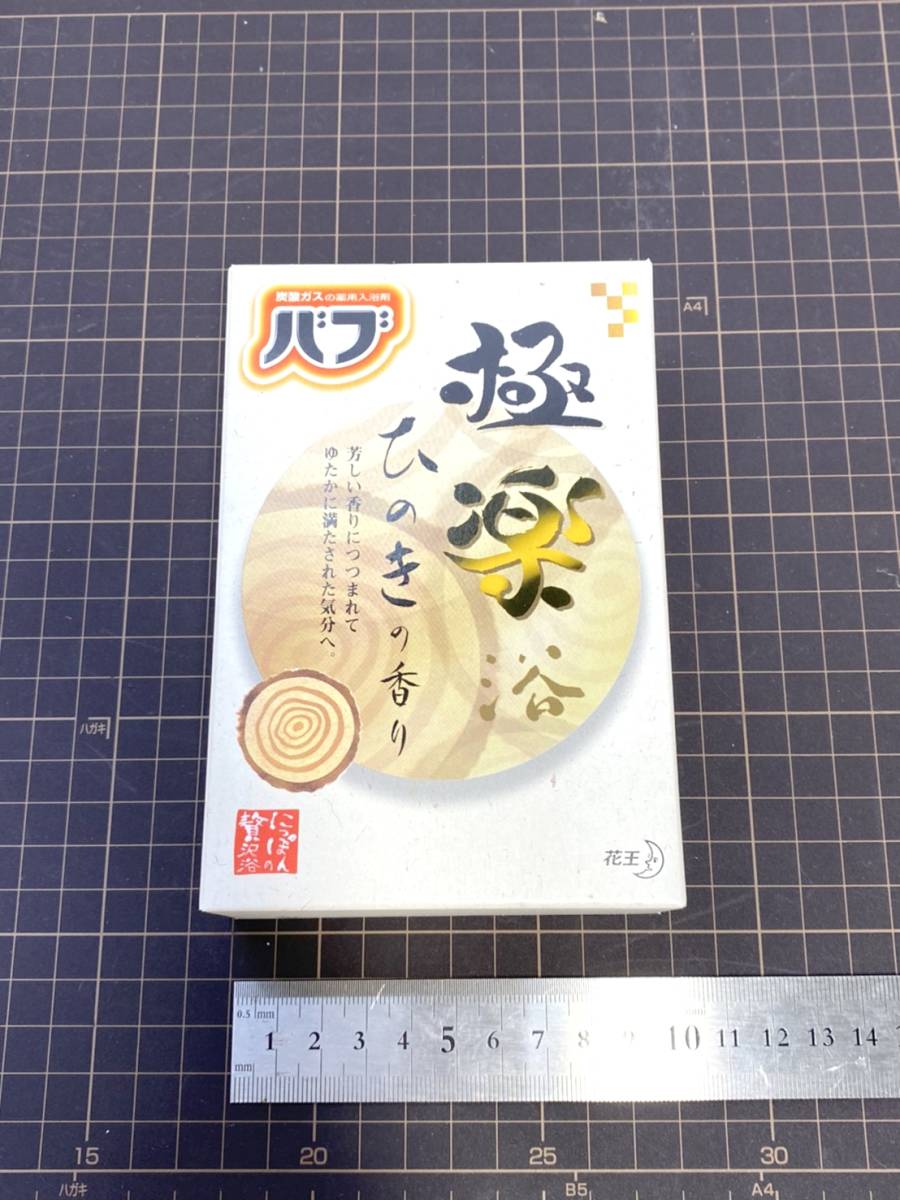 炭酸ガスの薬用入浴剤
バブ
極楽浴
ひのきの香り
芳しい香りにつつまれて
ゆたかに満たされた気分へ。
にっぽんの
贅沢浴
花王
A4
ハガキ
0.5 mm
mm
1 2 3 4 5 6 7 8 9 10 11 12 13 14
mm
15 20 25 30
ハガキ B5 A4